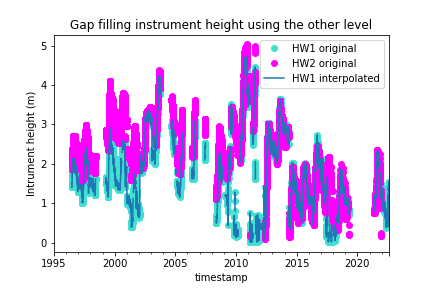 Gap filling instrument height using the other level
HW1 original
HW2 original
HW1 interpolated
Intrument height (m)
5
4
3
2
1
0
1995
2000
2005
2010
2015
2020
timestamp